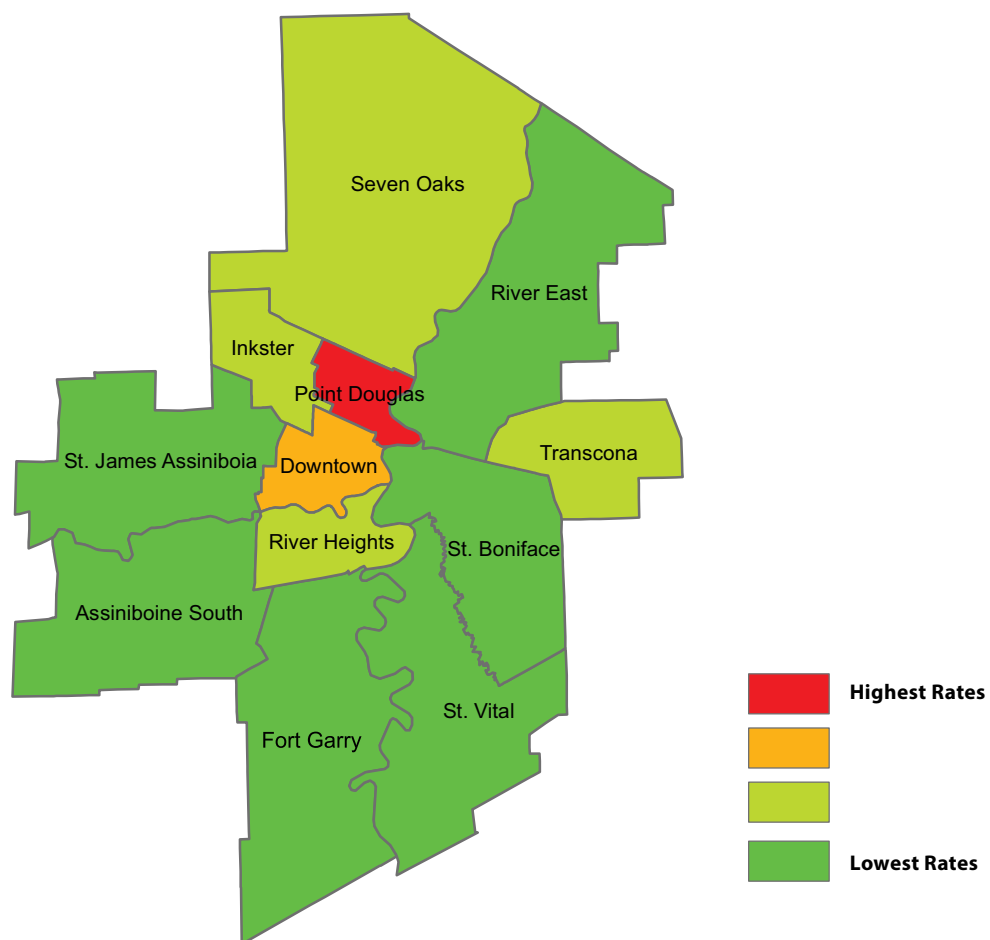 Seven Oaks
River East
Inkster
Point Douglas
Transcona
St. James Assiniboia
Downtown
River Heights
St. Boniface
Assiniboine South
St. Vital
Fort Garry
Highest Rates
Lowest Rates